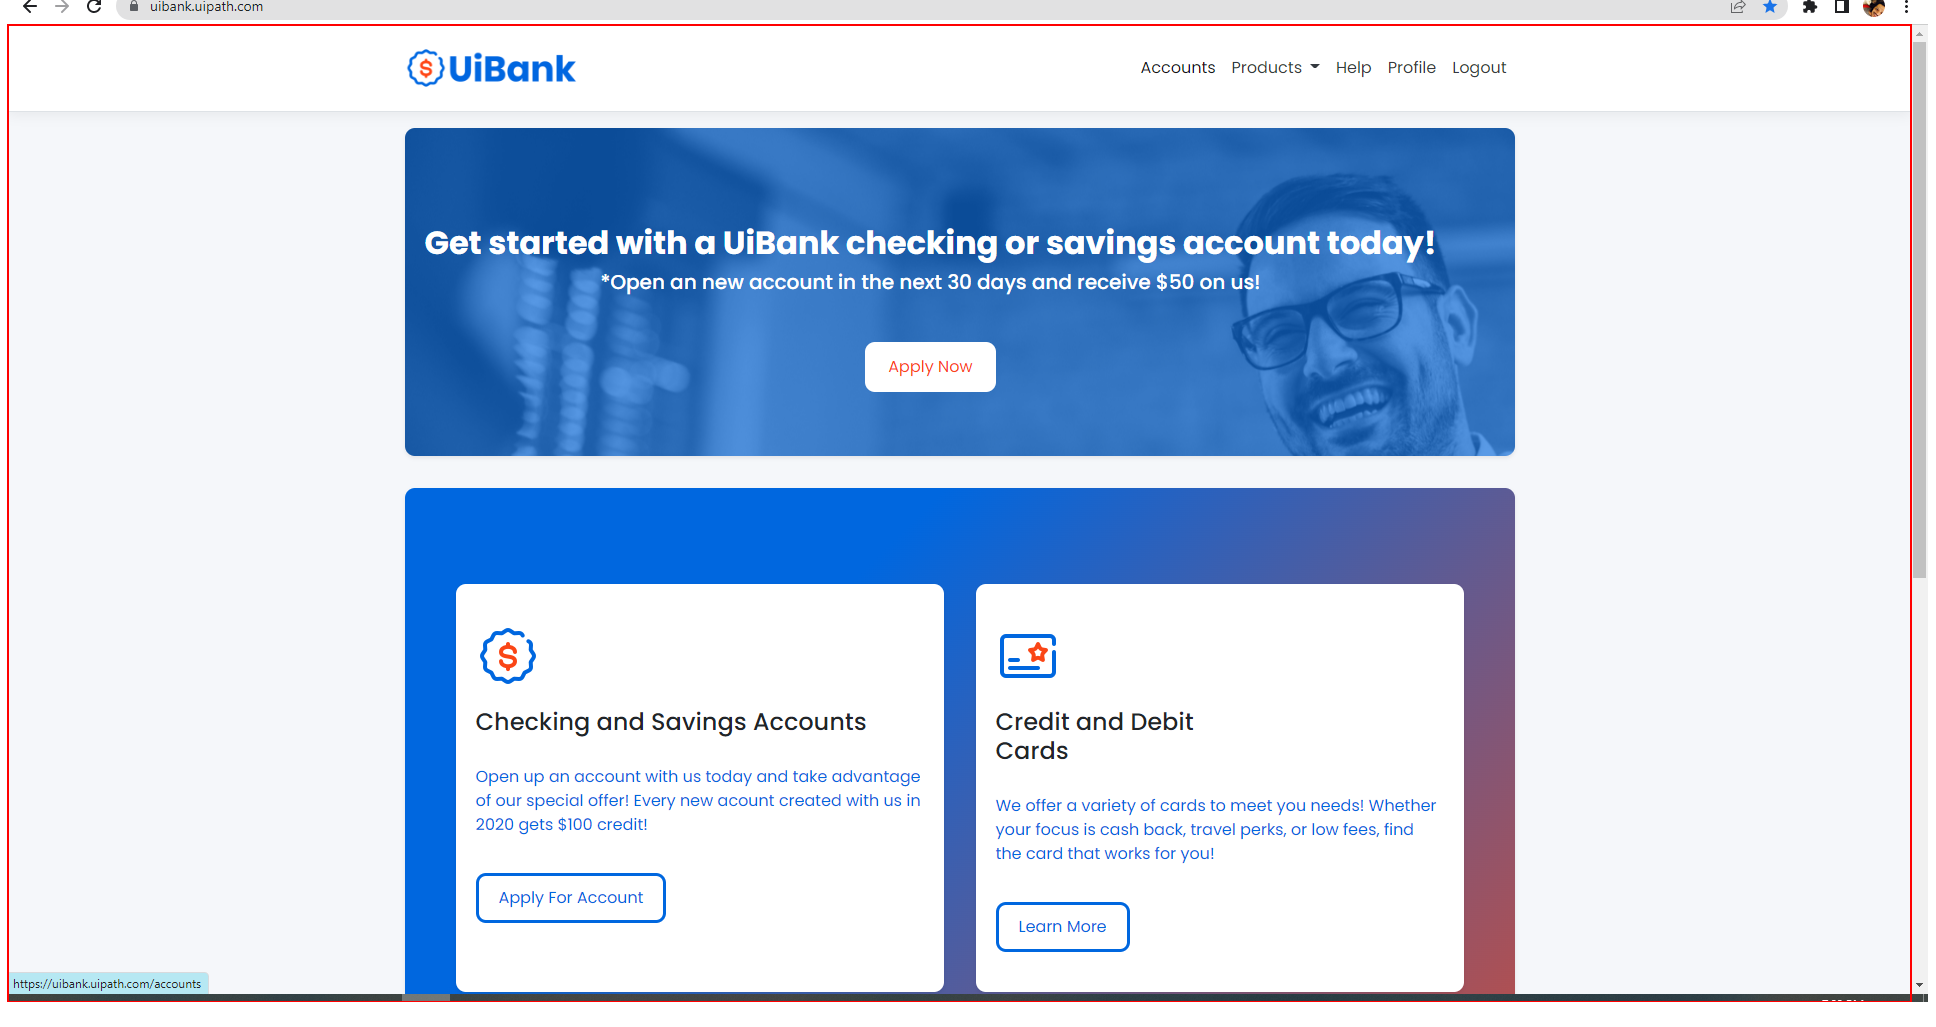 uibank.uipath.com
UiBank
Accounts Products Help Profile Logout
Get started with a UiBank checking or savings account today!
*Open an new account in the next 30 days and receive $50 on us!
Apply Now
Checking and Savings Accounts
Open up an account with us today and take advantage
of our special offer! Every new acount created with us in
2020 gets $100 credit!
Apply For Account
Credit and Debit
Cards
We offer a variety of cards to meet you needs! Whether
your focus is cash back, travel perks, or low fees, find
the card that works for you!
Learn More
https://uibank.uipath.com/accounts